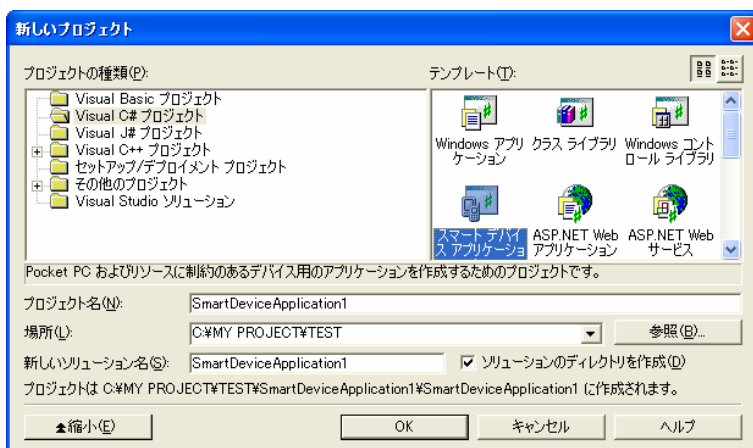 新しいプロジェクト
プロジェクトの種類(P):
テンプレート(T):
Visual Basic プロジェクト
Visual C# プロジェクト
Visual J# プロジェクト
Visual C++ プロジェクト
セットアップ/デプロイメント プロジェクト
その他のプロジェクト
Visual Studio ソリューション
Windows アプリ
ケーション
クラス ライブラリ
Windows コント
ロール ライブラリ
スマート デバイ
ス アプリケーショ
ASP.NET Web
アプリケーション
ASP.NET Web
サービス
Pocket PC およびリソースに制約のあるデバイス用のアプリケーションを作成するためのプロジェクトです。
プロジェクト名(N):
SmartDeviceApplication1
場所(L):
C:¥MY PROJECT¥TEST
参照(B)...
新しいソリューション名(S):
SmartDeviceApplication1
ソリューションのディレクトリを作成(D)
プロジェクトは C:¥MY PROJECT¥TEST¥SmartDeviceApplication1¥SmartDeviceApplication1 に作成されます。
縮小(E)
OK
キャンセル
ヘルプ